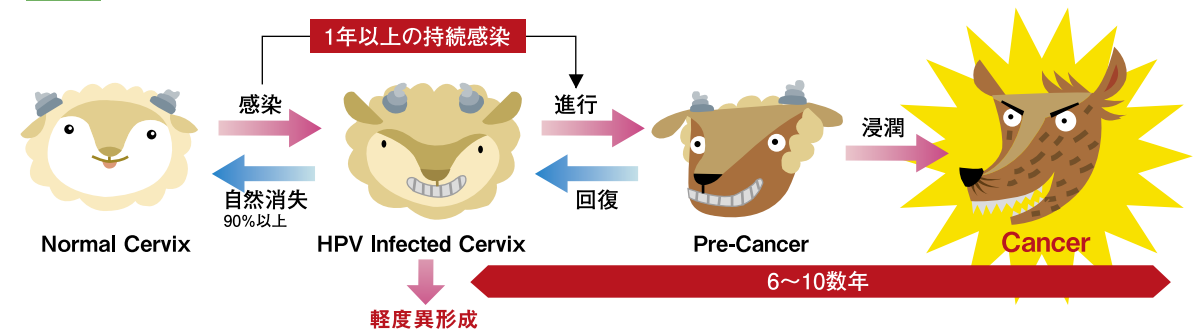 1年以上の持続感染
感染
進行
浸潤
自然消失
90%以上
回復
Normal Cervix
HPV Infected Cervix
Pre-Cancer
Cancer
6〜10数年
軽度異形成